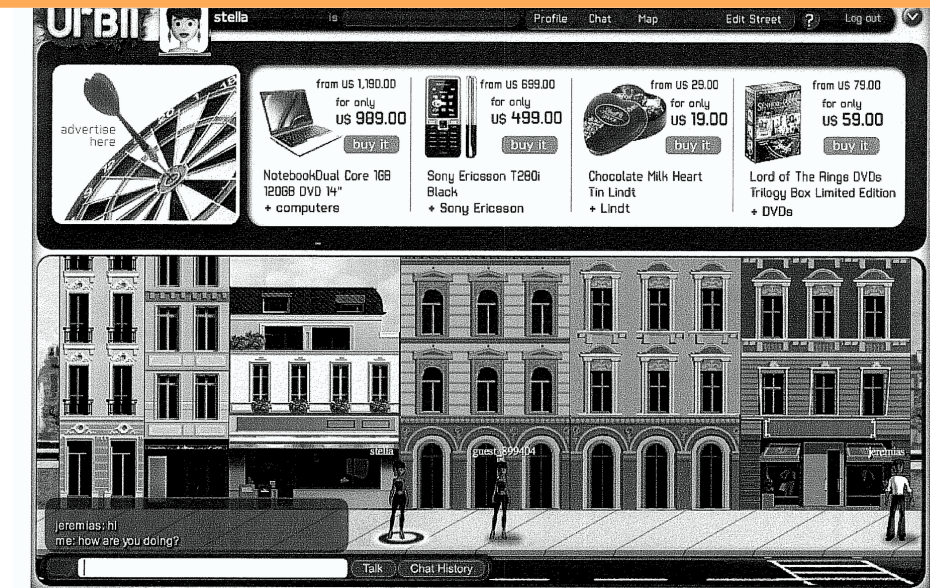 urbii
stella is Profile Chat Map Edit Street ? Log out
advertise
here
from US 1,190.00
for only
US 989.00
buy it
NotebookDual Core 1GB
120GB DVD 14"
+ computers
from US 699.00
for only
US 499.00
buy it
Sony Ericsson T280i
Black
+ Sony Ericsson
from US 29.00
for only
US 19.00
buy it
Chocolate Milk Heart
Tin Lindt
+ Lindt
from US 79.00
for only
US 59.00
buy it
Lord of The Rings DVDs
Trilogy Box Limited Edition
+ DVDs
stella
guest_899404
jeremias
jeremias: hi
me: how are you doing?
Talk Chat History